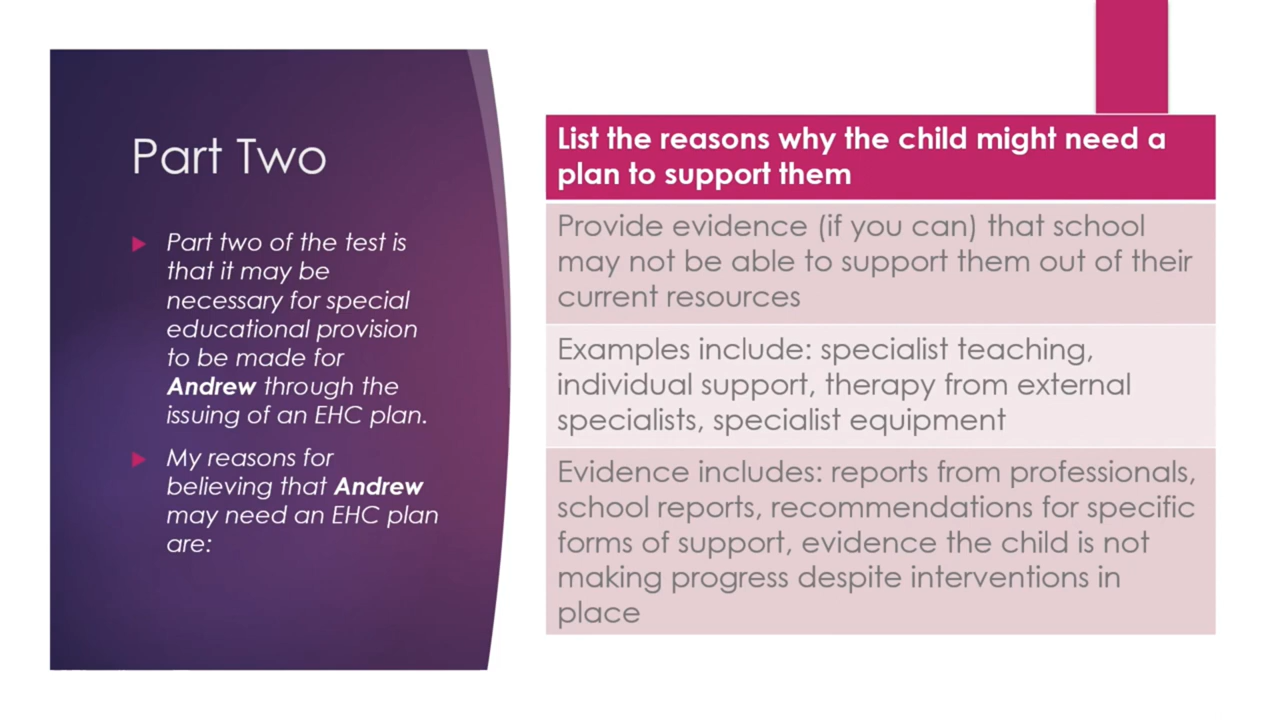 Part Two
Part two of the test is
that it may be
necessary for special
educational provision
to be made for
Andrew through the
issuing of an EHC plan.
My reasons for
believing that Andrew
may need an EHC plan
are:
List the reasons why the child might need a
plan to support them
Provide evidence (if you can) that school
may not be able to support them out of their
current resources
Examples include: specialist teaching,
individual support, therapy from external
specialists, specialist equipment
Evidence includes: reports from professionals,
school reports, recommendations for specific
forms of support, evidence the child is not
making progress despite interventions in
place